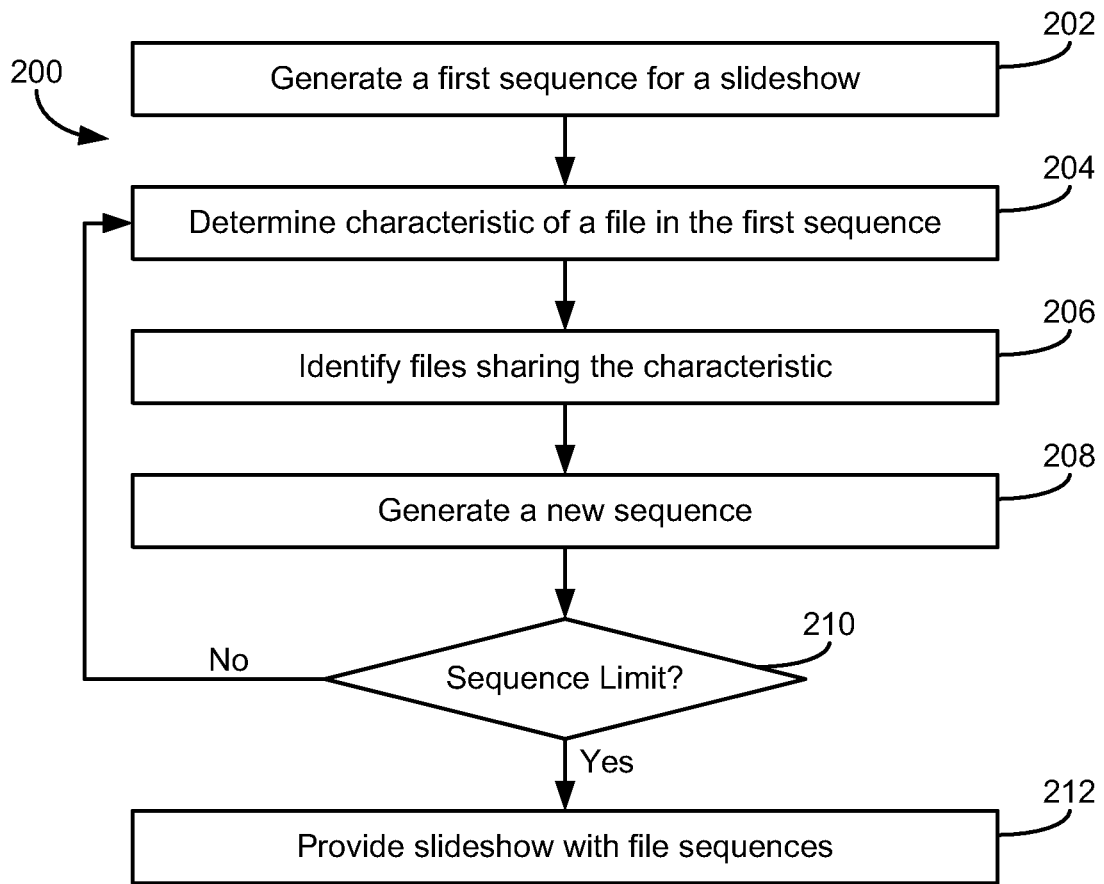 202
Generate a first sequence for a slideshow
200
204
Determine characteristic of a file in the first sequence
206
Identify files sharing the characteristic
208
Generate a new sequence
210
No
Sequence Limit?
Yes
212
Provide slideshow with file sequences